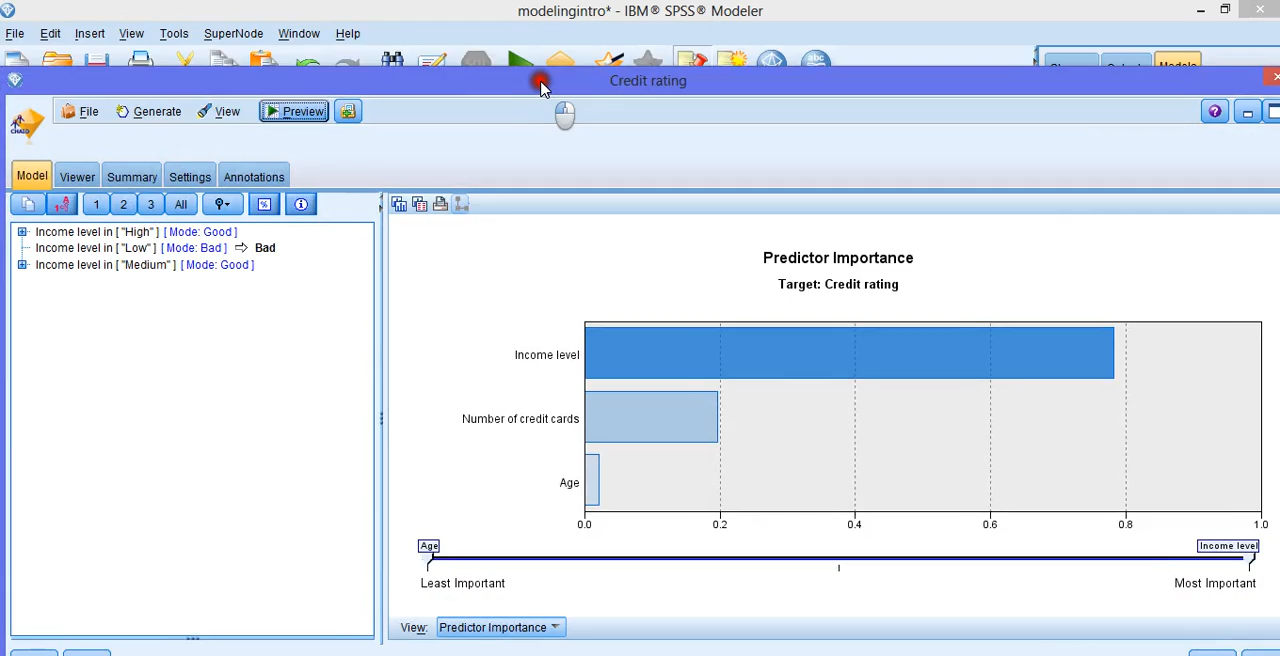 modelingintro* - IBM® SPSS® Modeler
File Edit Insert View Tools SuperNode Window Help
Credit rating
CHAID File Generate View Preview
Model Viewer Summary Settings Annotations
1 2 3 All %
Income level in [ "High" ] [ Mode: Good ]
Income level in [ "Low" ] [ Mode: Bad ] ⇨ Bad
Income level in [ "Medium" ] [ Mode: Good ]
Predictor Importance
Target: Credit rating
Income level
Number of credit cards
Age
0.0 0.2 0.4 0.6 0.8 1.0
Age Income level
Least Important Most Important
View: Predictor Importance